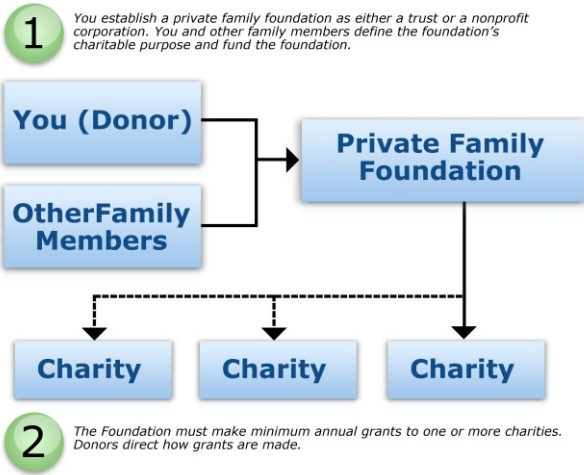 1
You establish a private family foundation as either a trust or a nonprofit
corporation. You and other family members define the foundation's
charitable purpose and fund the foundation.
You (Donor)
Private Family
Foundation
OtherFamily
Members
Charity
Charity
Charity
2
The Foundation must make minimum annual grants to one or more charities.
Donors direct how grants are made.